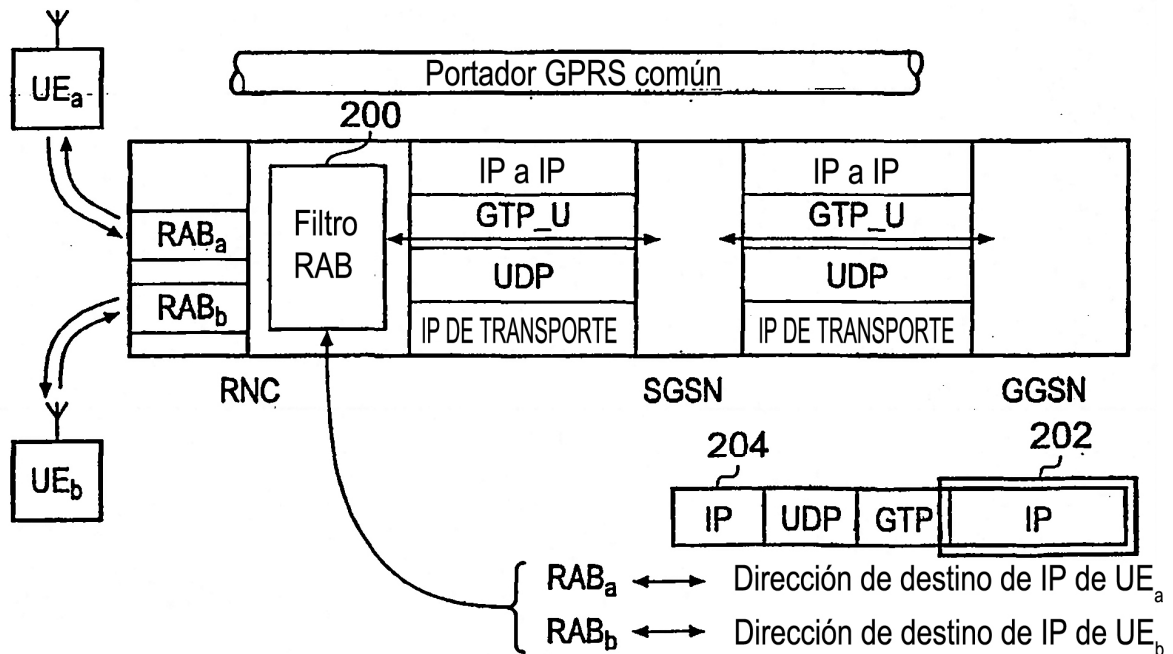 Portador GPRS común
UEa
200
IP a IP
IP a IP
GTP_U
GTP_U
Filtro
RAB
RABa
UDP
UDP
RABb
IP DE TRANSPORTE
IP DE TRANSPORTE
RNC
SGSN
GGSN
UEb
204
202
IP
UDP
GTP
IP
RABa Dirección de destino de IP de UEa
RABb Dirección de destino de IP de UEb